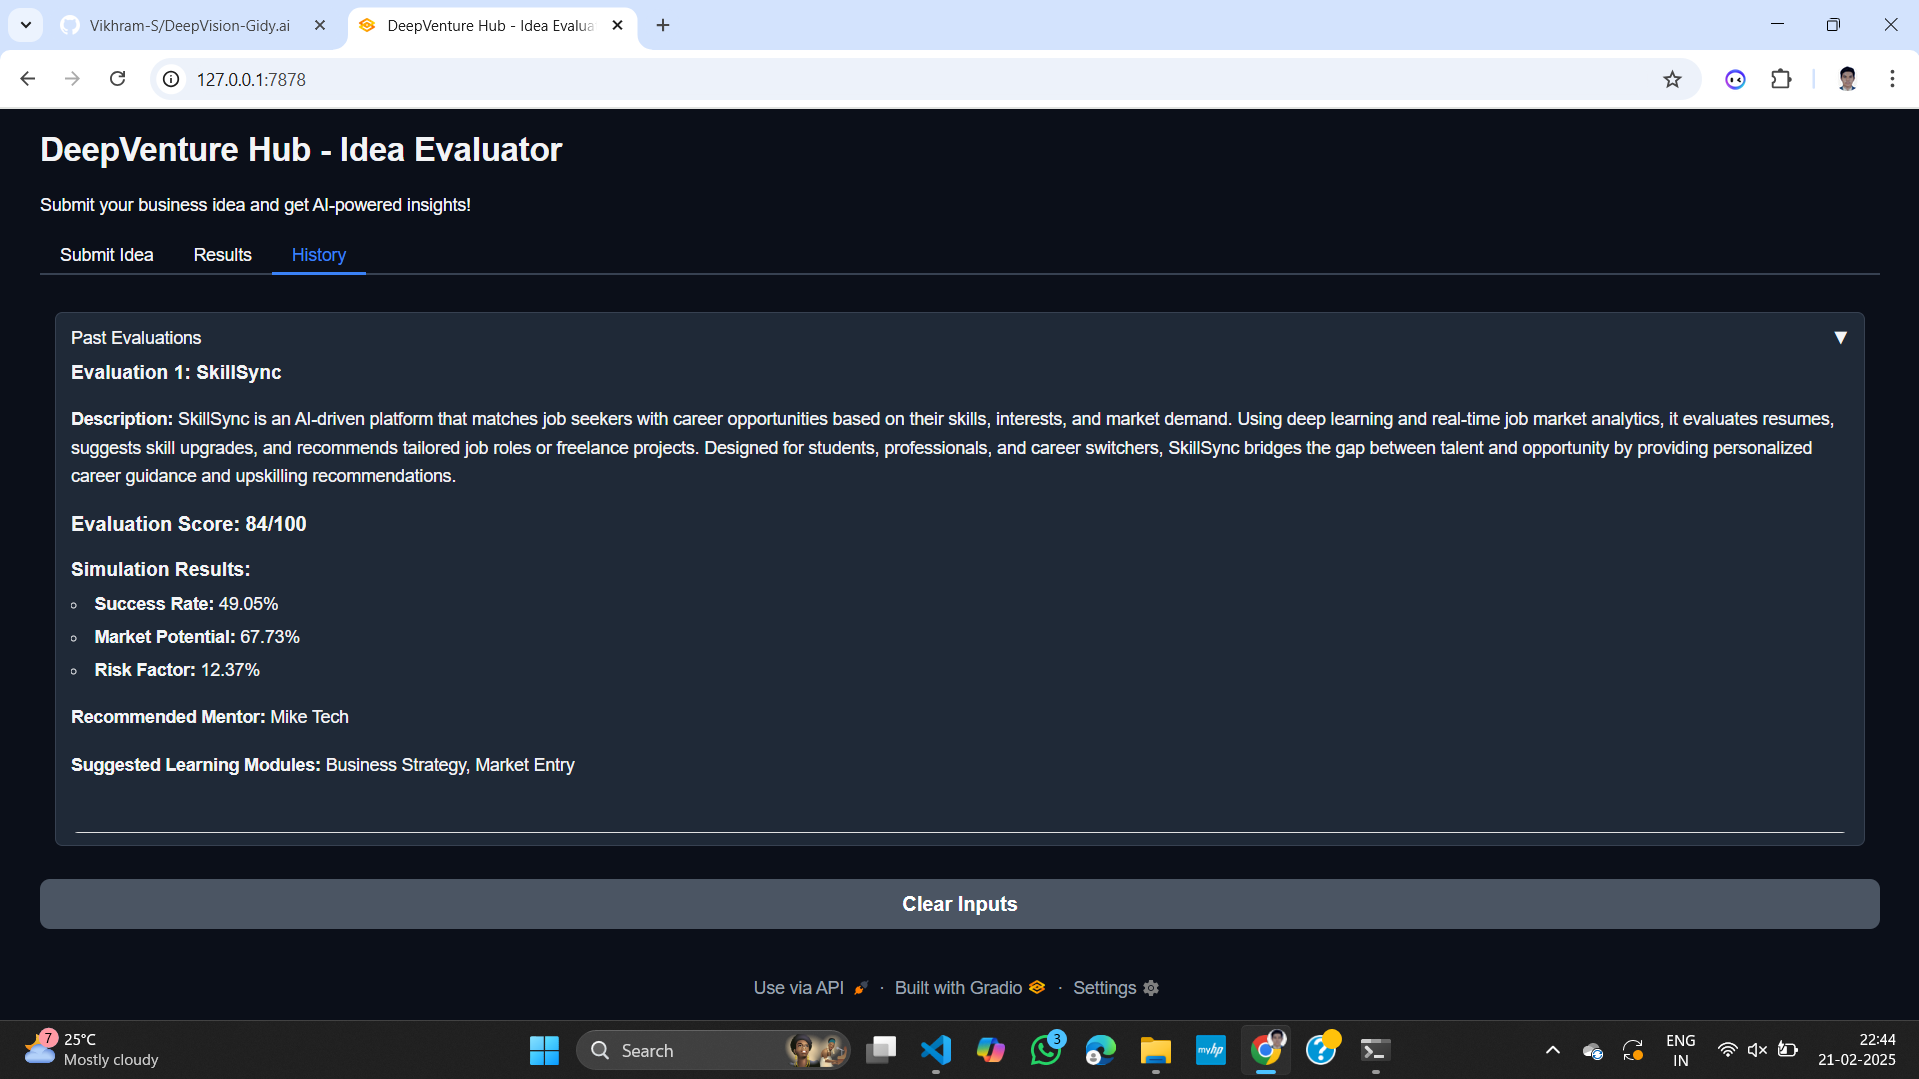 Vikhram-S/DeepVision-Gidy.ai
DeepVenture Hub - Idea Evalua
127.0.0.1:7878
DeepVenture Hub - Idea Evaluator
Submit your business idea and get AI-powered insights!
Submit Idea
Results
History
Past Evaluations
▼
Evaluation 1: SkillSync
Description: SkillSync is an AI-driven platform that matches job seekers with career opportunities based on their skills, interests, and market demand. Using deep learning and real-time job market analytics, it evaluates resumes,
suggests skill upgrades, and recommends tailored job roles or freelance projects. Designed for students, professionals, and career switchers, SkillSync bridges the gap between talent and opportunity by providing personalized
career guidance and upskilling recommendations.
Evaluation Score: 84/100
Simulation Results:
Success Rate: 49.05%
Market Potential: 67.73%
Risk Factor: 12.37%
Recommended Mentor: Mike Tech
Suggested Learning Modules: Business Strategy, Market Entry
Clear Inputs
Use via API · Built with Gradio · Settings
7
25°C
Mostly cloudy
Search
3
myhp
ENG
IN
22:44
21-02-2025